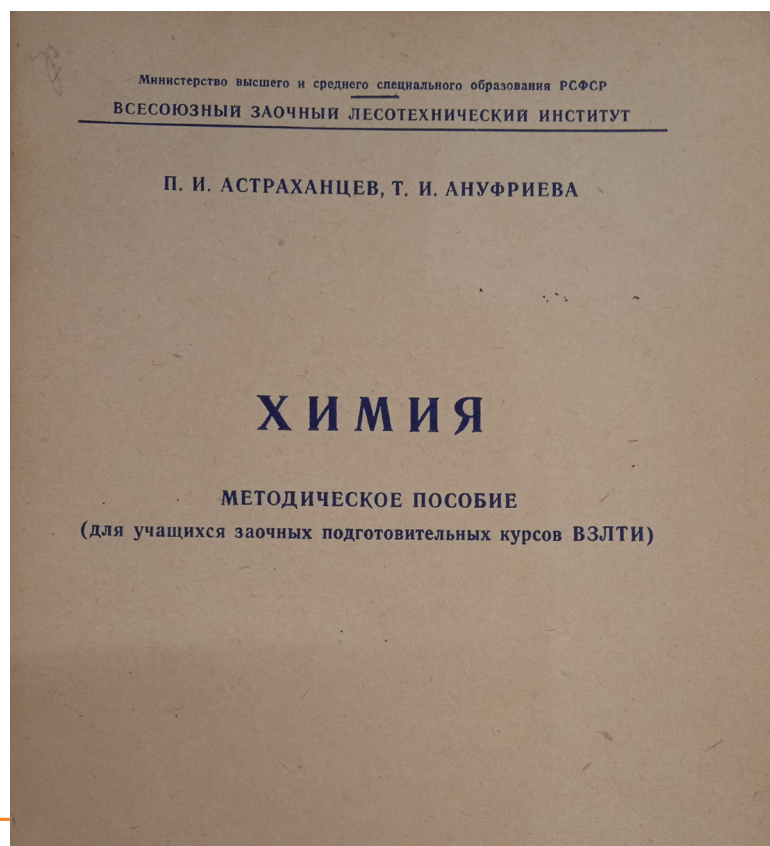 Министерство высшего и среднего специального образования РСФСР
ВСЕСОЮЗНЫЙ ЗАОЧНЫЙ ЛЕСОТЕХНИЧЕСКИЙ ИНСТИТУТ
П. И. АСТРАХАНЦЕВ, Т. И. АНУФРИЕВА
ХИМИЯ
МЕТОДИЧЕСКОЕ ПОСОБИЕ
(для учащихся заочных подготовительных курсов ВЗЛТИ)